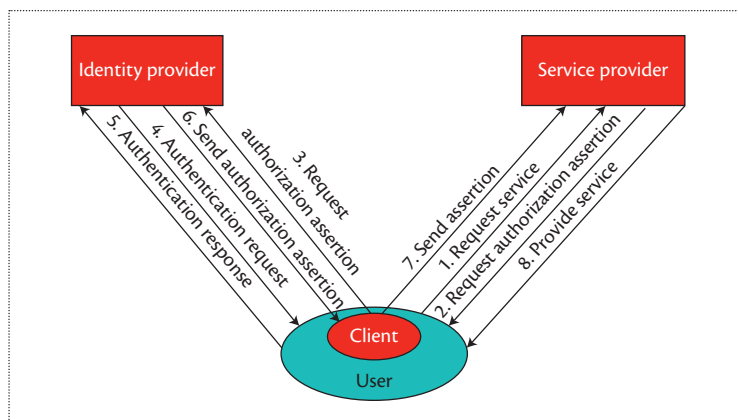 Identity provider
Service provider
5. Authentication response
4. Authentication request
6. Send authorization assertion
3. Request
authorization assertion
7. Send assertion
1. Request service
2. Request authorization assertion
8. Provide service
Client
User